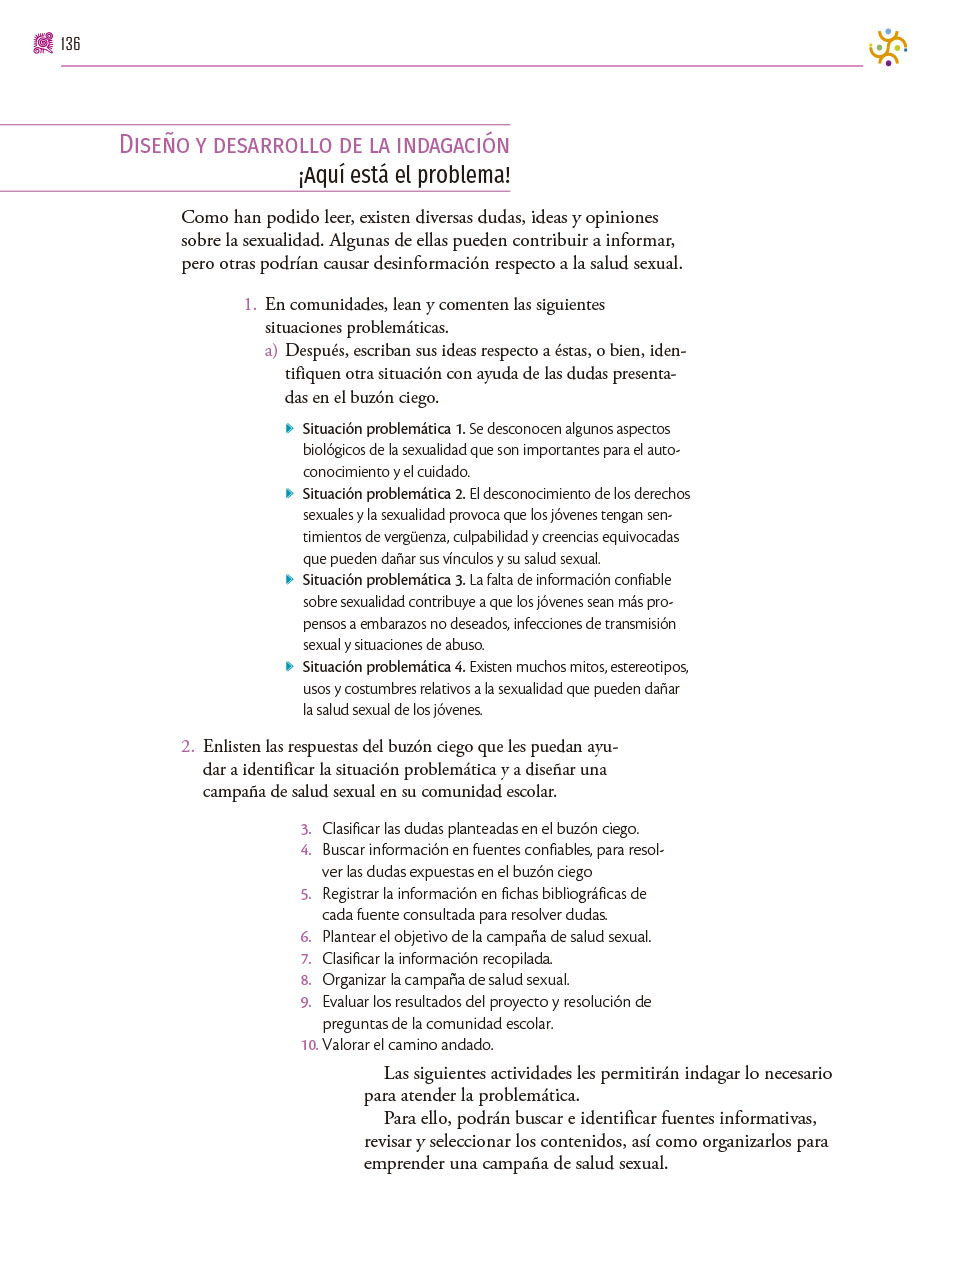 136
Diseño y desarrollo de la indagación
¡Aquí está el problema!
Como han podido leer, existen diversas dudas, ideas y opiniones
sobre la sexualidad. Algunas de ellas pueden contribuir a informar,
pero otras podrían causar desinformación respecto a la salud sexual.
1. En comunidades, lean y comenten las siguientes
situaciones problemáticas.
a) Después, escriban sus ideas respecto a éstas, o bien, iden-
tifiquen otra situación con ayuda de las dudas presenta-
das en el buzón ciego.
Situación problemática 1. Se desconocen algunos aspectos
biológicos de la sexualidad que son importantes para el auto-
conocimiento y el cuidado.
Situación problemática 2. El desconocimiento de los derechos
sexuales y la sexualidad provoca que los jóvenes tengan sen-
timientos de vergüenza, culpabilidad y creencias equivocadas
que pueden dañar sus vínculos y su salud sexual.
Situación problemática 3. La falta de información confiable
sobre sexualidad contribuye a que los jóvenes sean más pro-
pensos a embarazos no deseados, infecciones de transmisión
sexual y situaciones de abuso.
Situación problemática 4. Existen muchos mitos, estereotipos,
usos y costumbres relativos a la sexualidad que pueden dañar
la salud sexual de los jóvenes.
2. Enlisten las respuestas del buzón ciego que les puedan ayu-
dar a identificar la situación problemática y a diseñar una
campaña de salud sexual en su comunidad escolar.
3. Clasificar las dudas planteadas en el buzón ciego.
4. Buscar información en fuentes confiables, para resol-
ver las dudas expuestas en el buzón ciego
5. Registrar la información en fichas bibliográficas de
cada fuente consultada para resolver dudas.
6. Plantear el objetivo de la campaña de salud sexual.
7. Clasificar la información recopilada.
8. Organizar la campaña de salud sexual.
9. Evaluar los resultados del proyecto y resolución de
preguntas de la comunidad escolar.
10. Valorar el camino andado.
Las siguientes actividades les permitirán indagar lo necesario
para atender la problemática.
Para ello, podrán buscar e identificar fuentes informativas,
revisar y seleccionar los contenidos, así como organizarlos para
emprender una campaña de salud sexual.